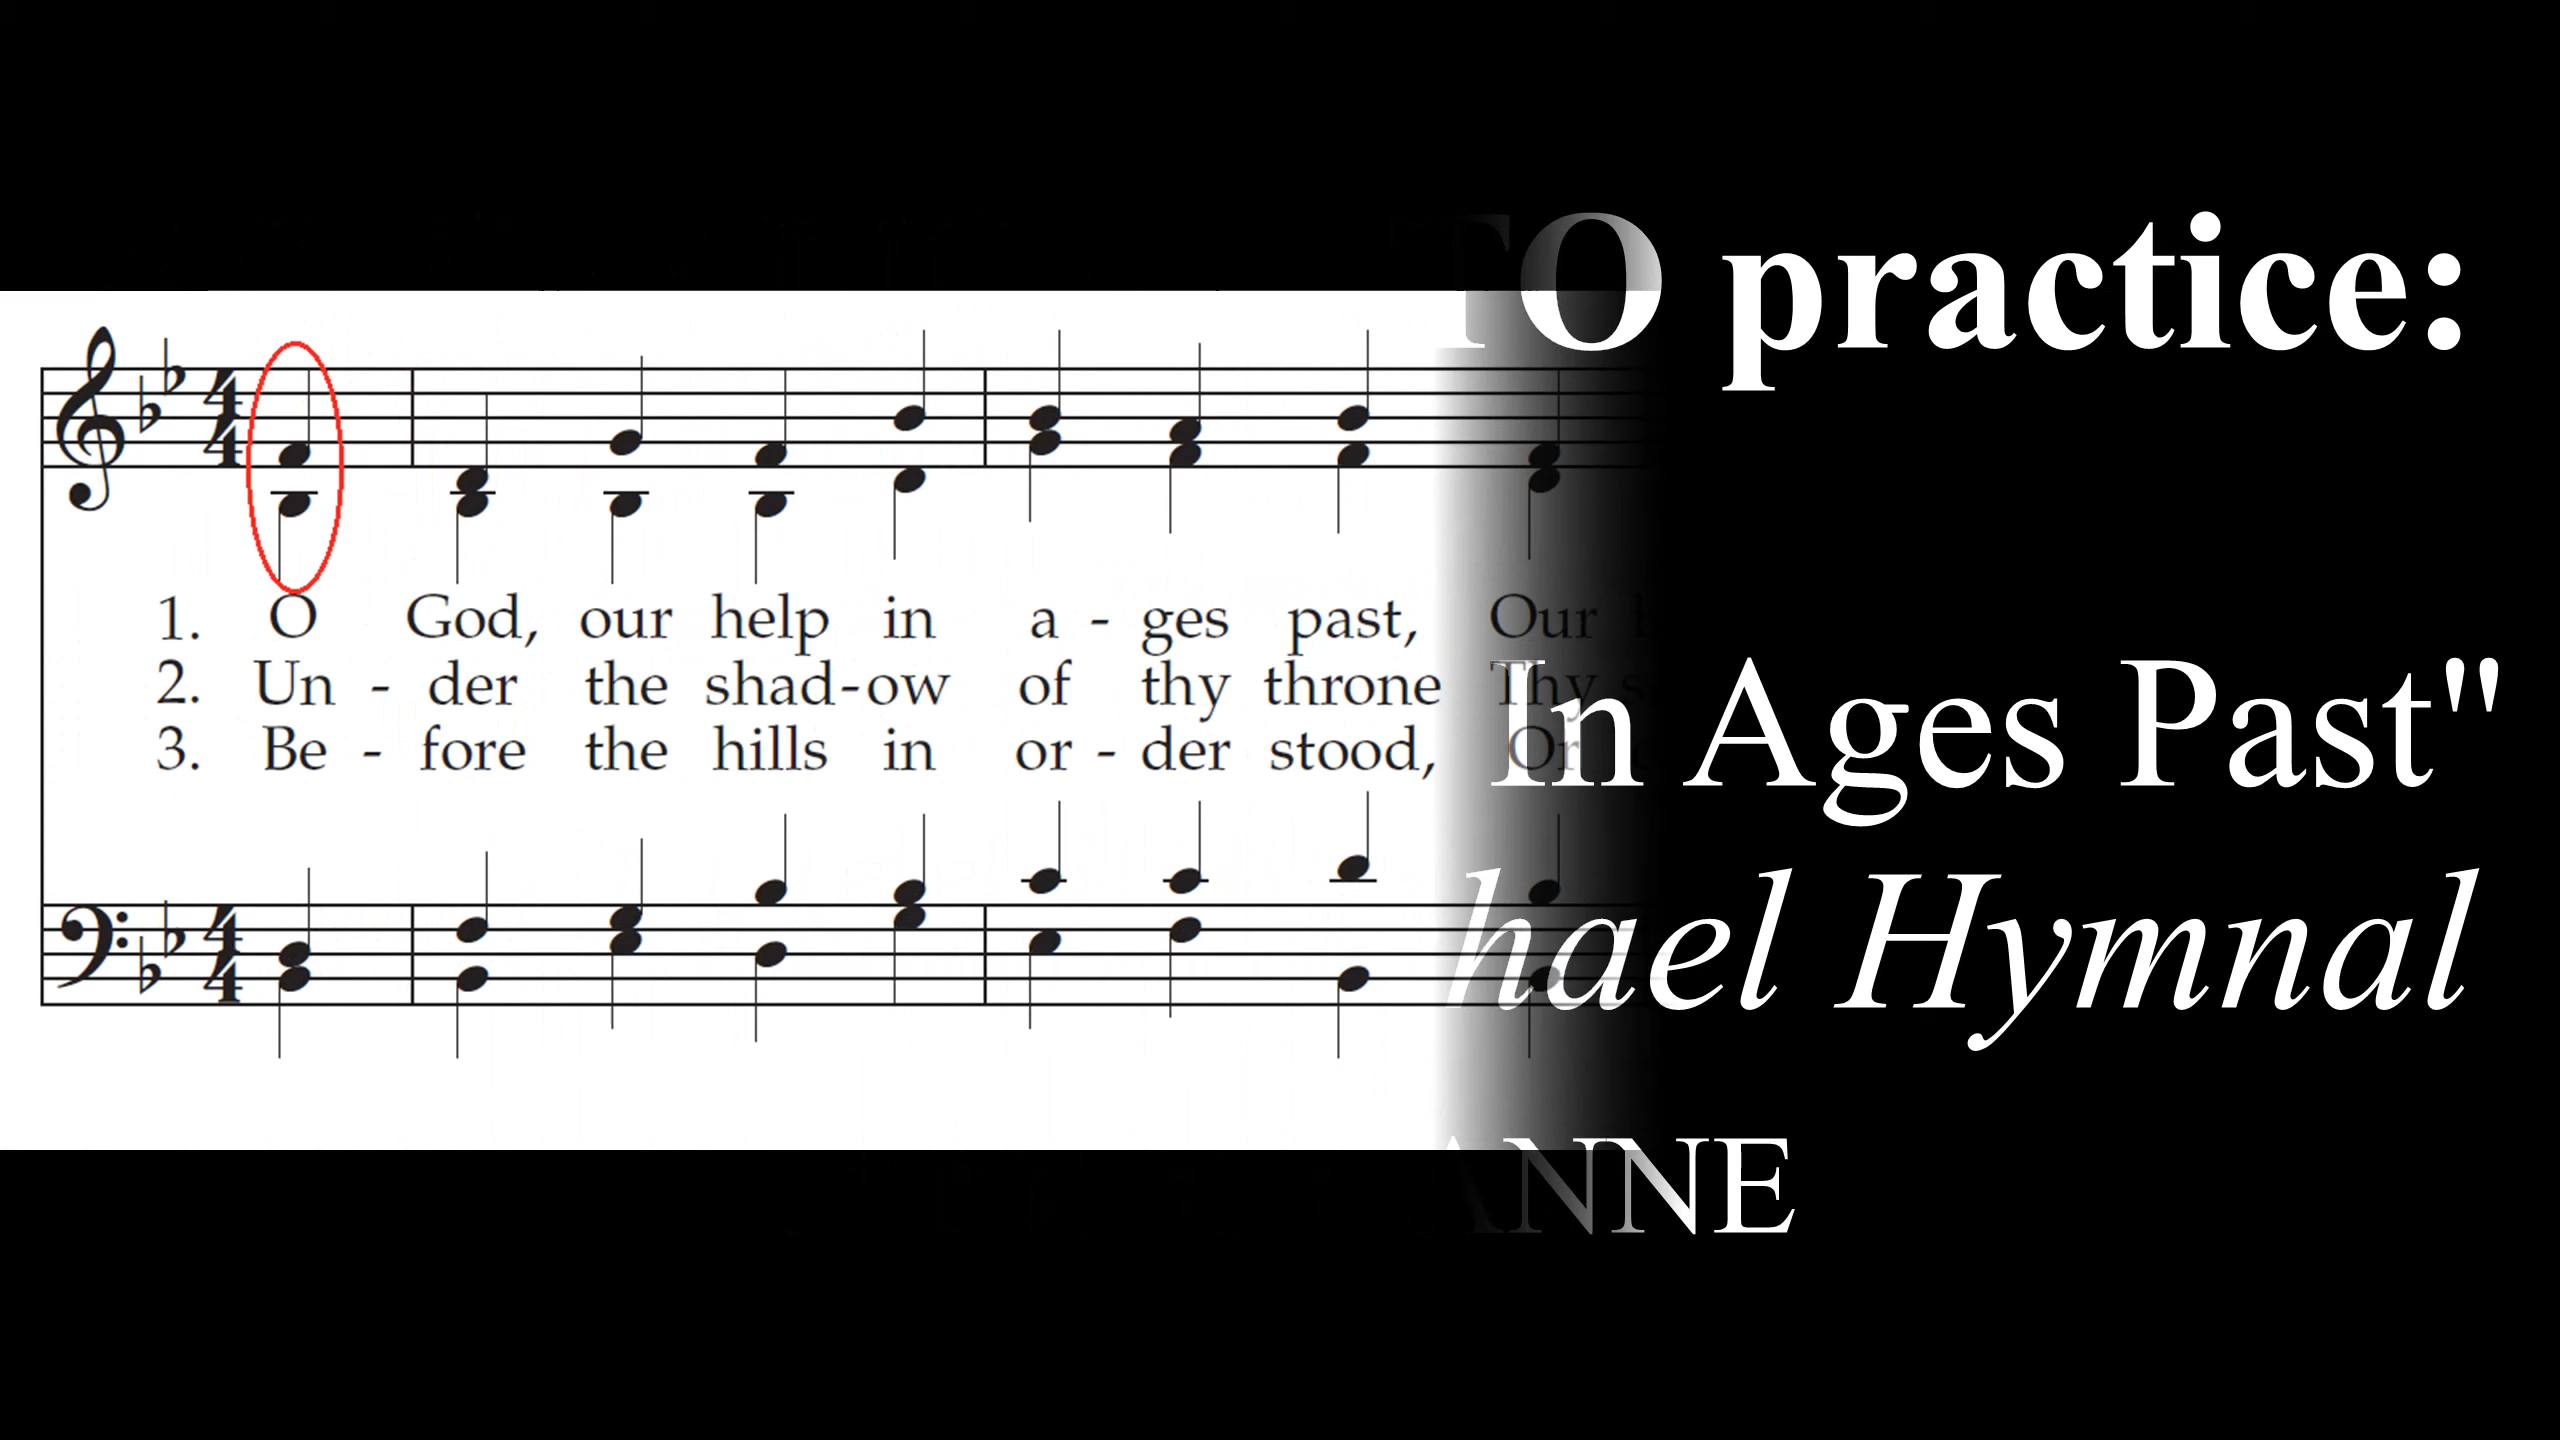 TO practice:
1. O God, our help in a - ges past, Our
2. Un - der the shad - ow of thy throne Thy
3. Be - fore the hills in or - der stood, Or
In Ages Past"
hael Hymnal
ANNE